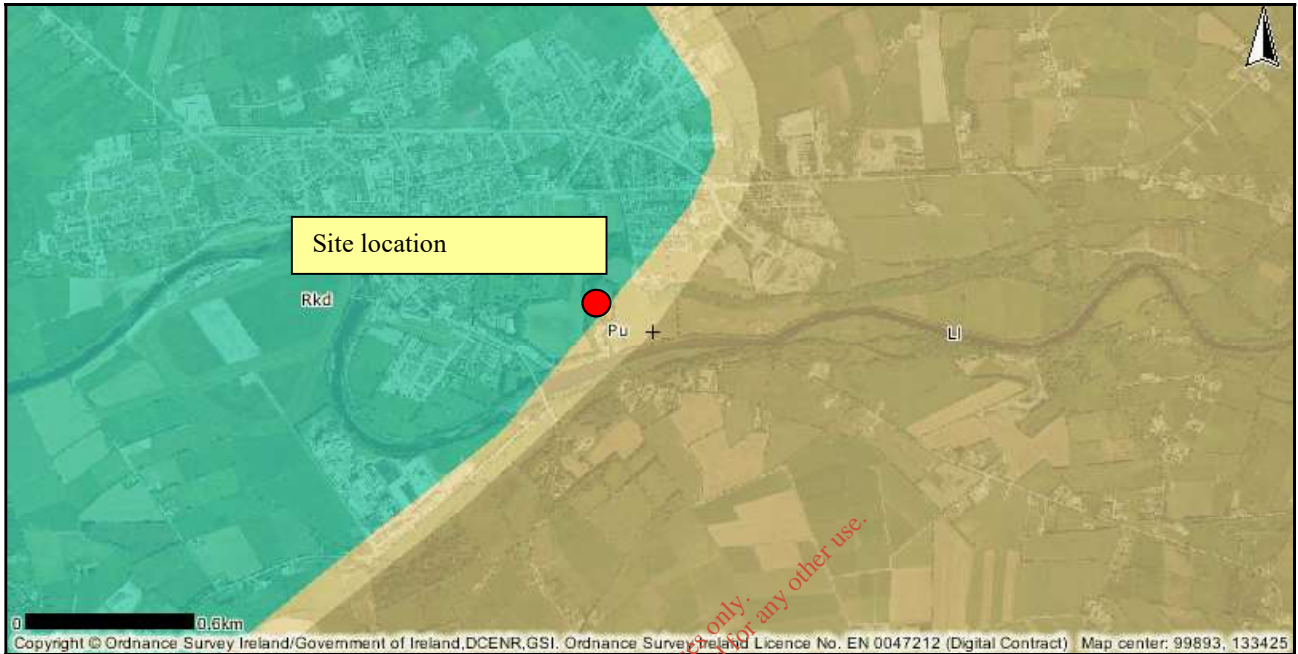 Site location
Rkd
Pu
Ll
only.
for any other use.
0 0.6km
Copyright © Ordnance Survey Ireland/Government of Ireland,DCENR,GSI. Ordnance Survey Ireland Licence No. EN 0047212 (Digital Contract) Map center: 99893, 133425